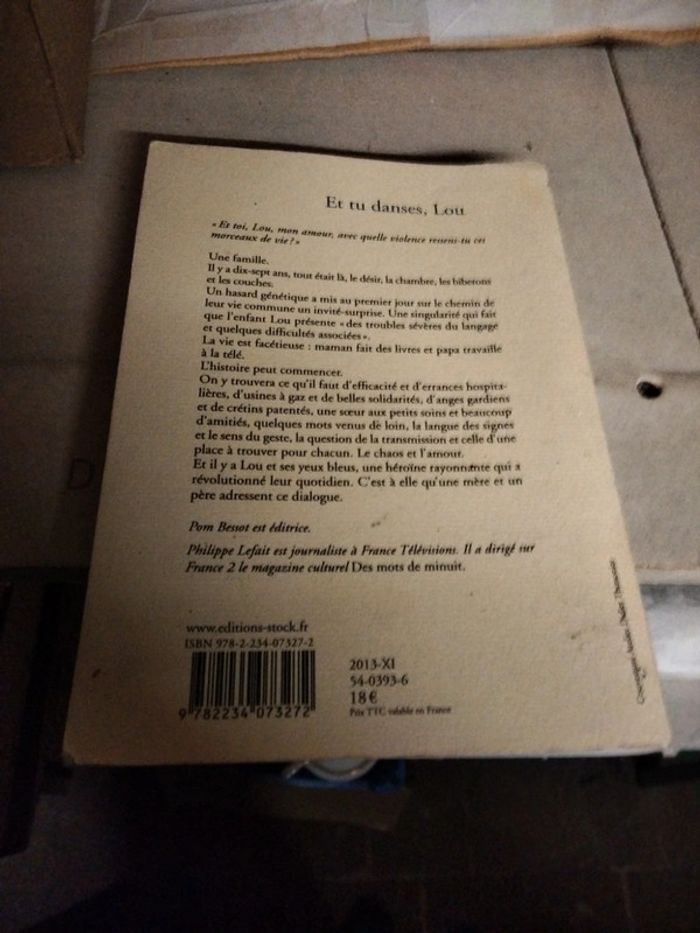 Et tu danses, Lou
« Et toi, Lou, mon amour, avec quelle violence ressens-tu ces
morceaux de vie ? »
Une famille.
Il y a dix-sept ans, tout était là, le désir, la chambre, les biberons
et les couches.
Un hasard génétique a mis au premier jour sur le chemin de
leur vie commune un invité-surprise. Une singularité qui fait
que l'enfant Lou présente « des troubles sévères du langage
et quelques difficultés associées ».
La vie est facétieuse : maman fait des livres et papa travaille
à la télé.
L'histoire peut commencer.
On y trouvera ce qu'il faut d'efficacité et d'errances hospita-
lières, d'usines à gaz et de belles solidarités, d'anges gardiens
et de crétins patentés, une sœur aux petits soins et beaucoup
d'amitiés, quelques mots venus de loin, la langue des signes
et le sens du geste, la question de la transmission et celle d'une
place à trouver pour chacun. Le chaos et l'amour.
Et il y a Lou et ses yeux bleus, une héroïne rayonnante qui a
révolutionné leur quotidien. C'est à elle qu'une mère et un
père adressent ce dialogue.
Pom Bessot est éditrice.
Philippe Lefait est journaliste à France Télévisions. Il a dirigé sur
France 2 le magazine culturel Des mots de minuit.
www.editions-stock.fr
ISBN 978-2-234-07327-2
9 782234 073272
2013-XI
54-0393-6
18 €
Prix TTC valable en France